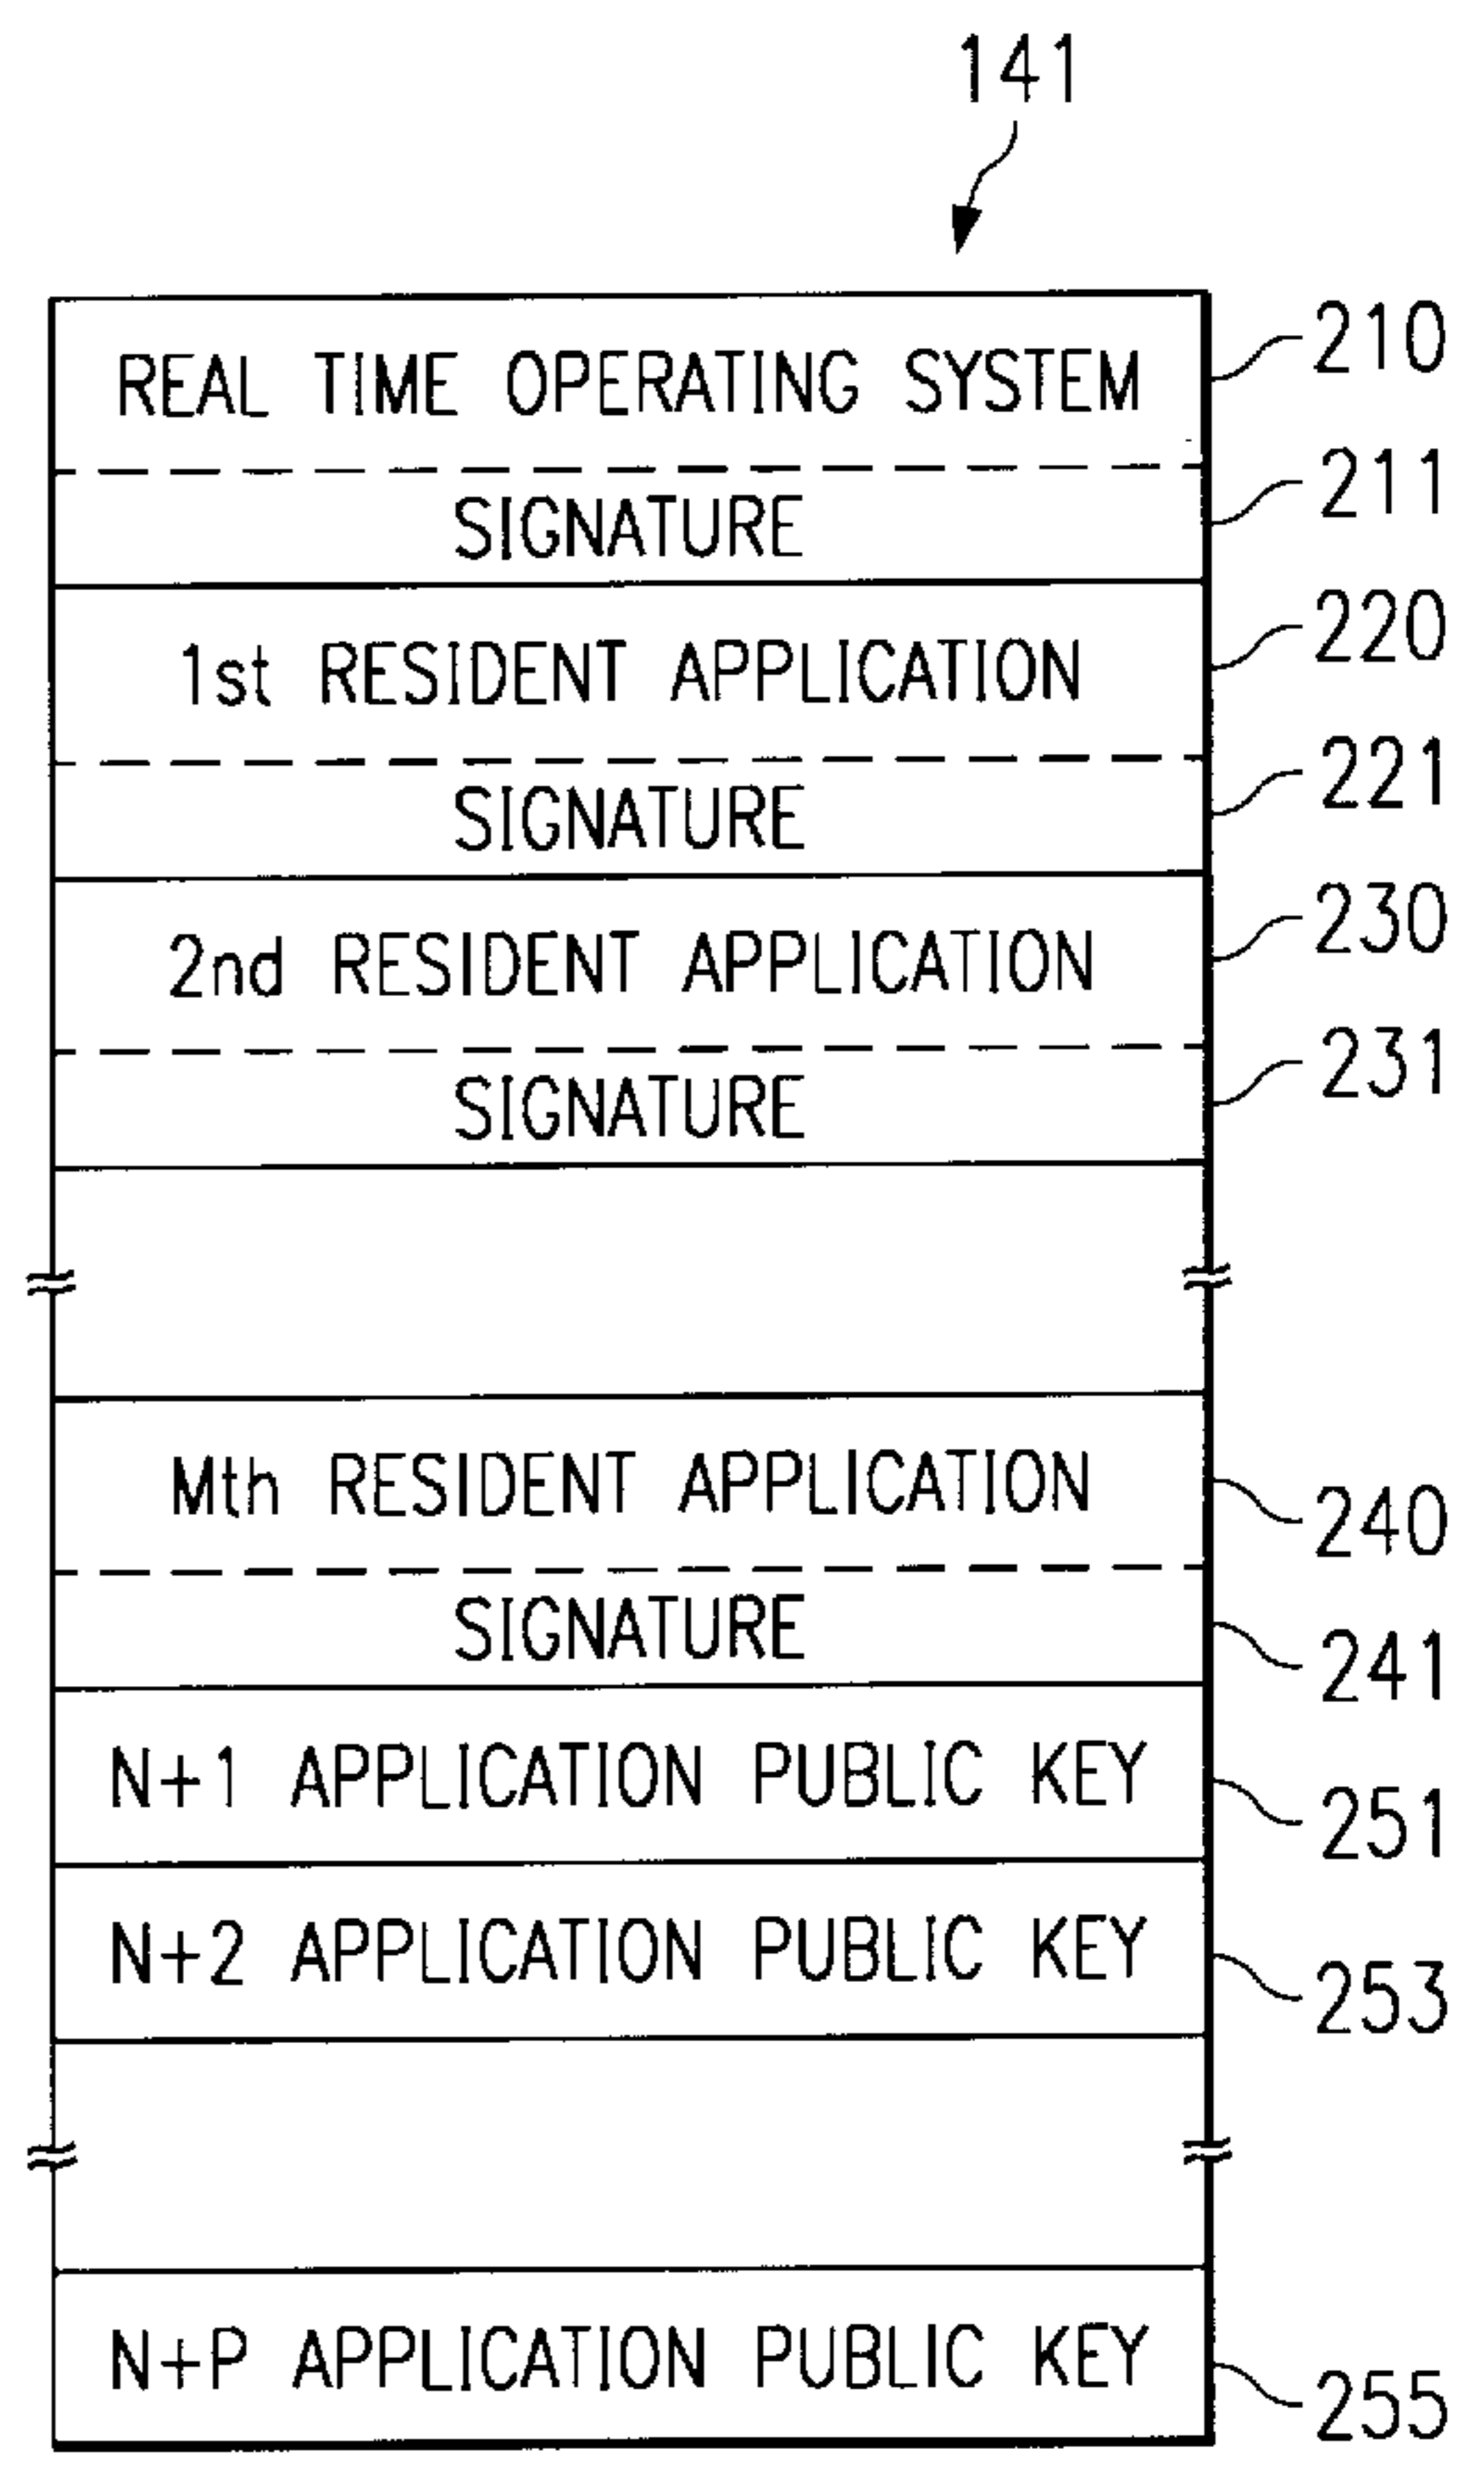 141
REAL TIME OPERATING SYSTEM 210
SIGNATURE 211
1st RESIDENT APPLICATION 220
SIGNATURE 221
2nd RESIDENT APPLICATION 230
SIGNATURE 231
Mth RESIDENT APPLICATION 240
SIGNATURE 241
N+1 APPLICATION PUBLIC KEY 251
N+2 APPLICATION PUBLIC KEY 253
N+P APPLICATION PUBLIC KEY 255